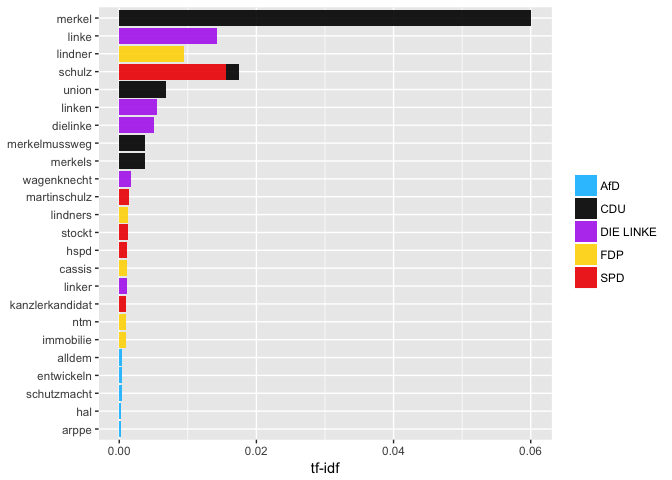 merkel
linke
lindner
schulz
union
linken
dielinke
merkelmussweg
merkels
wagenknecht
martinschulz
lindners
stockt
hspd
cassis
linker
kanzlerkandidat
ntm
immobilie
alldem
entwickeln
schutzmacht
hal
arppe
0.00 0.02 0.04 0.06
tf-idf
AfD
CDU
DIE LINKE
FDP
SPD